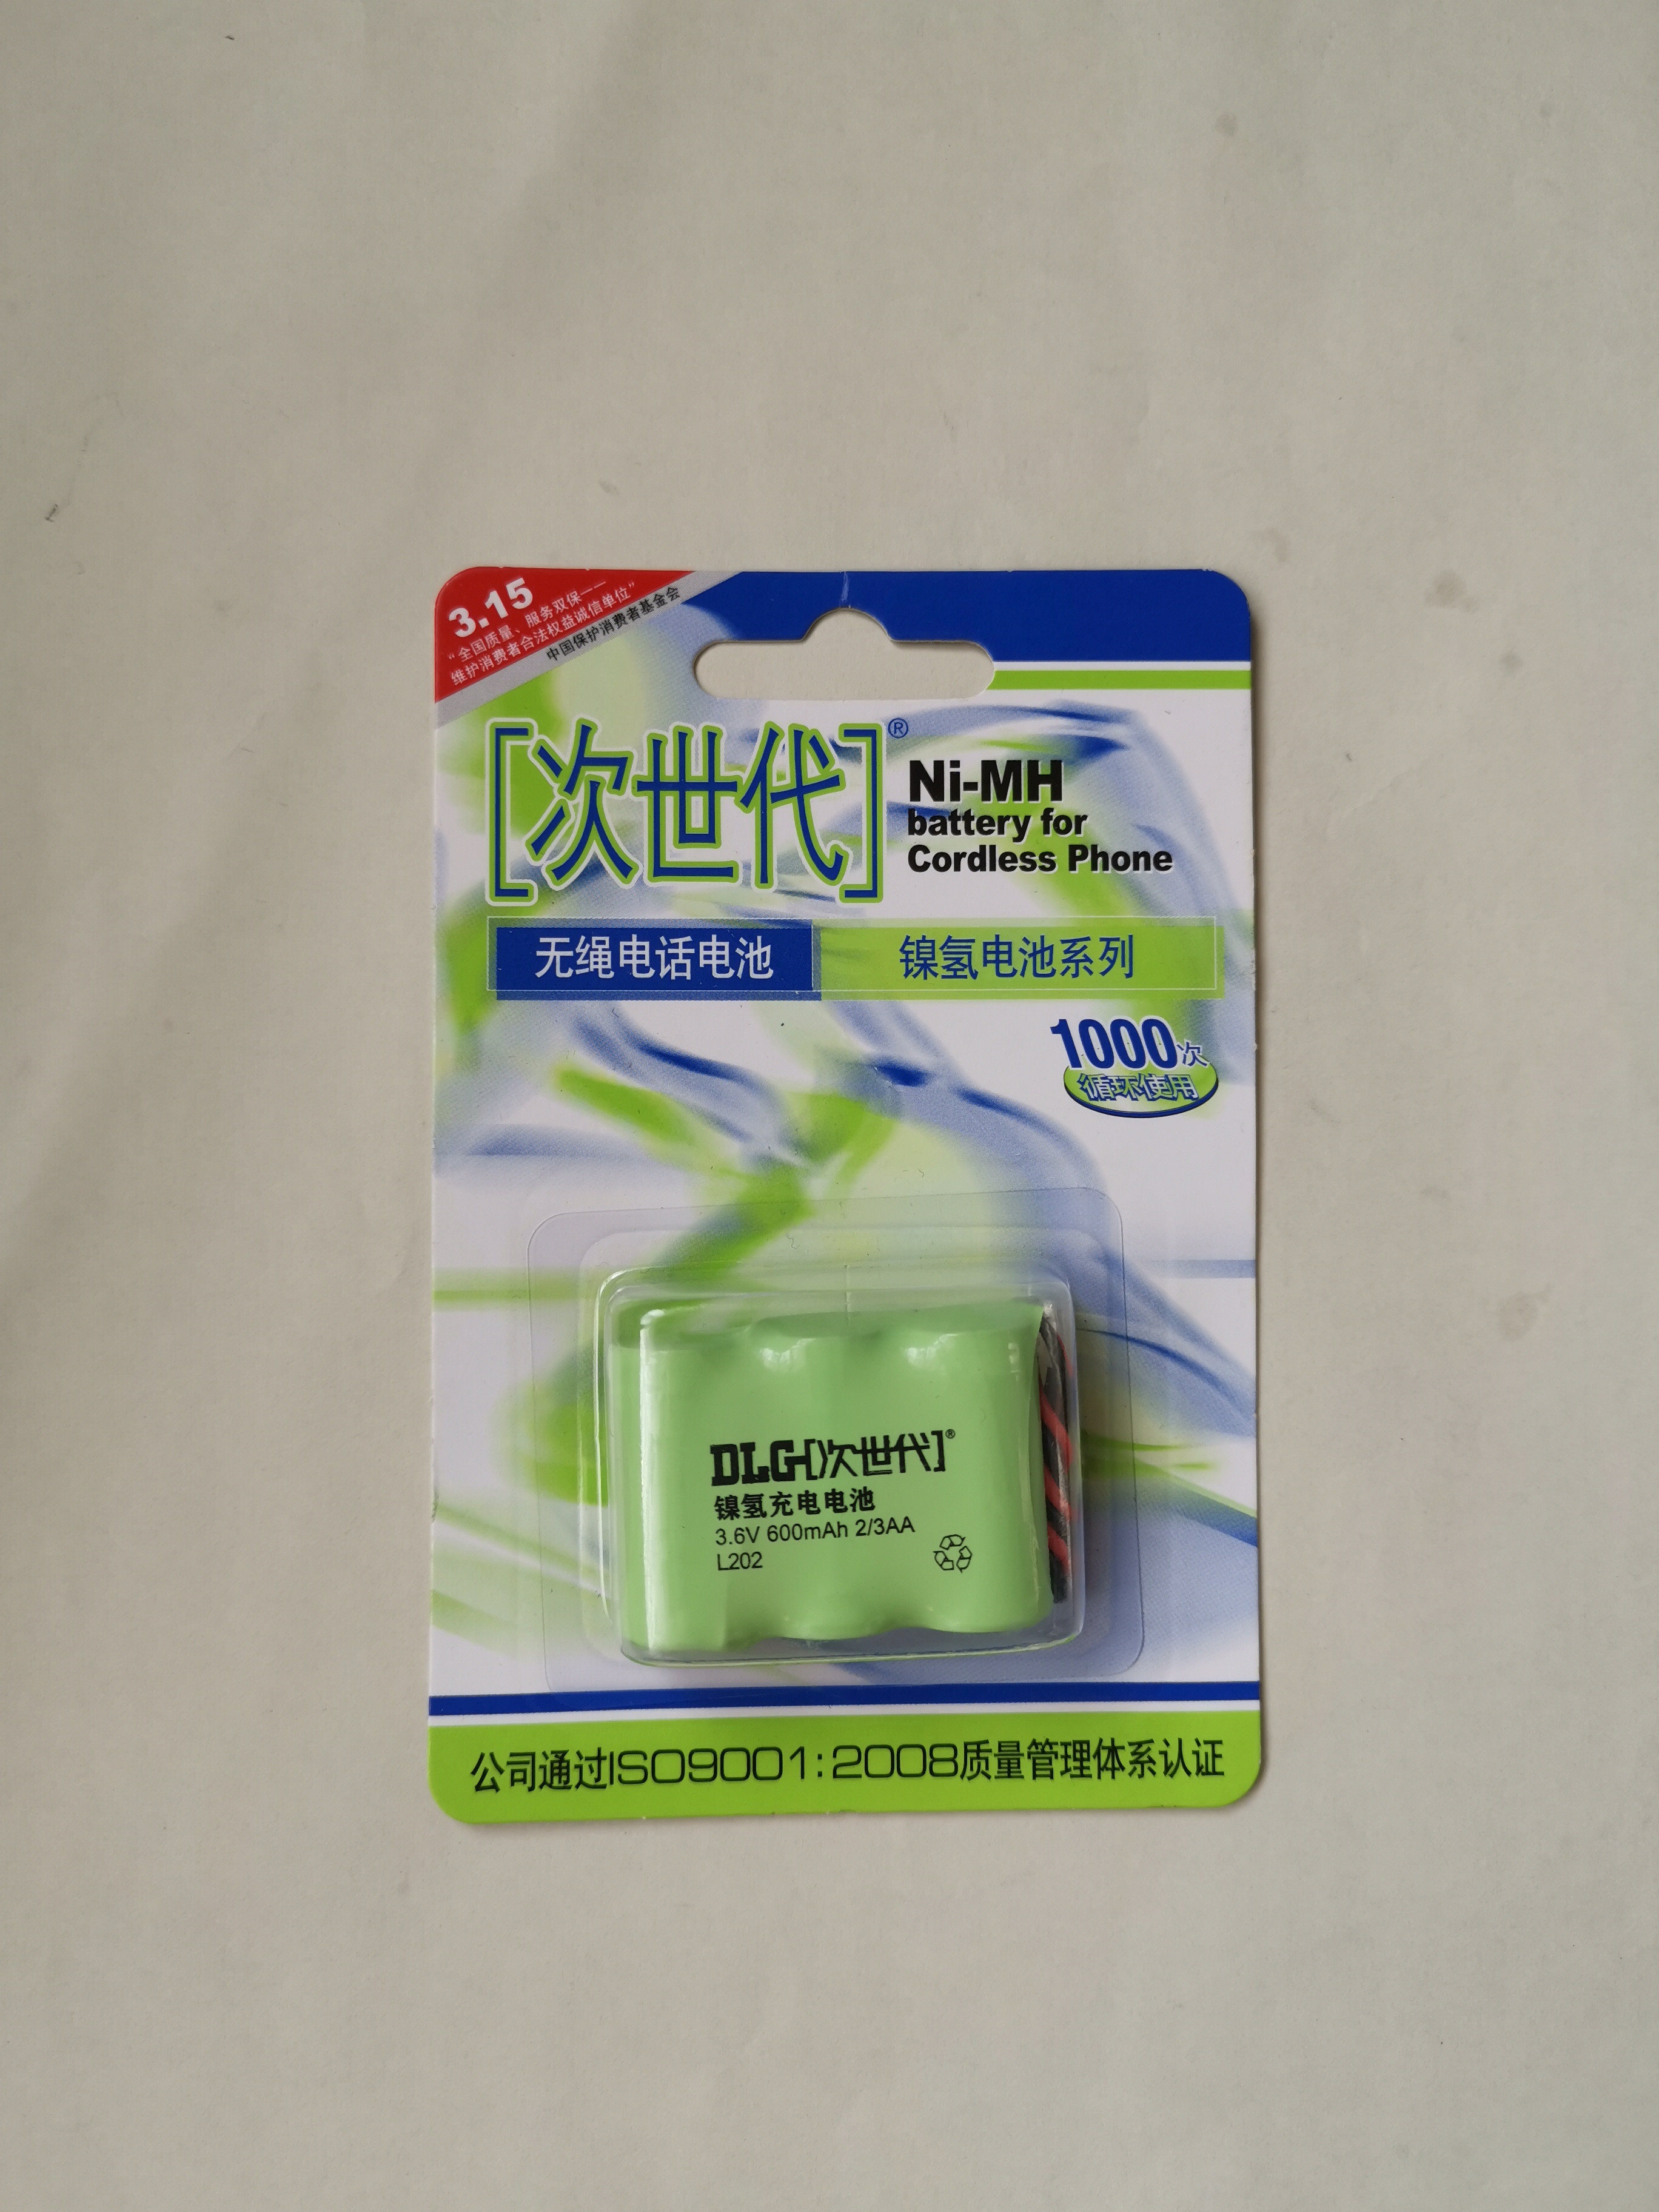 3.15
“全国质量、服务双保——
维护消费者合法权益诚信单位”
中国保护消费者基金会
[次世代]®
Ni-MH
battery for
Cordless Phone
无绳电话电池
镍氢电池系列
1000次
循环使用
DLG[次世代]®
镍氢充电电池
3.6V 600mAh 2/3AA
L202
公司通过ISO9001:2008质量管理体系认证